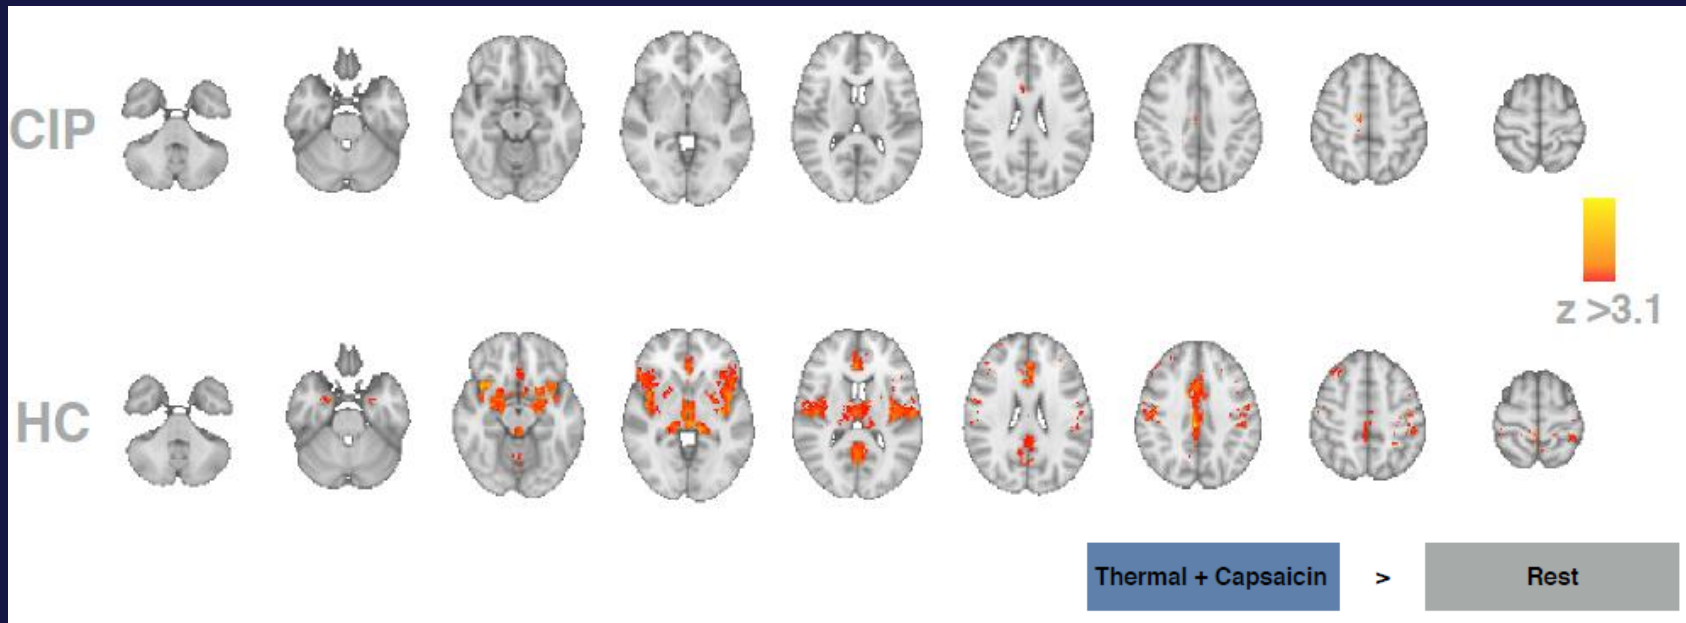 CIP
z >3.1
HC
Thermal + Capsaicin > Rest